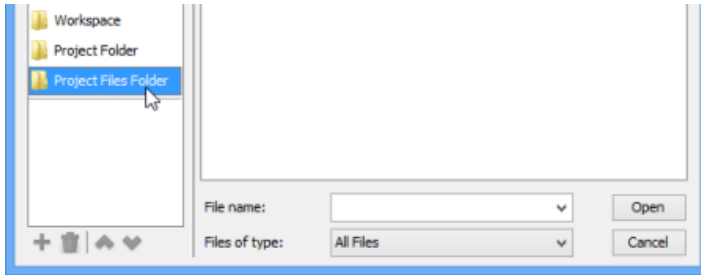 Workspace
Project Folder
Project Files Folder
File name:
Open
Files of type:
All Files
Cancel